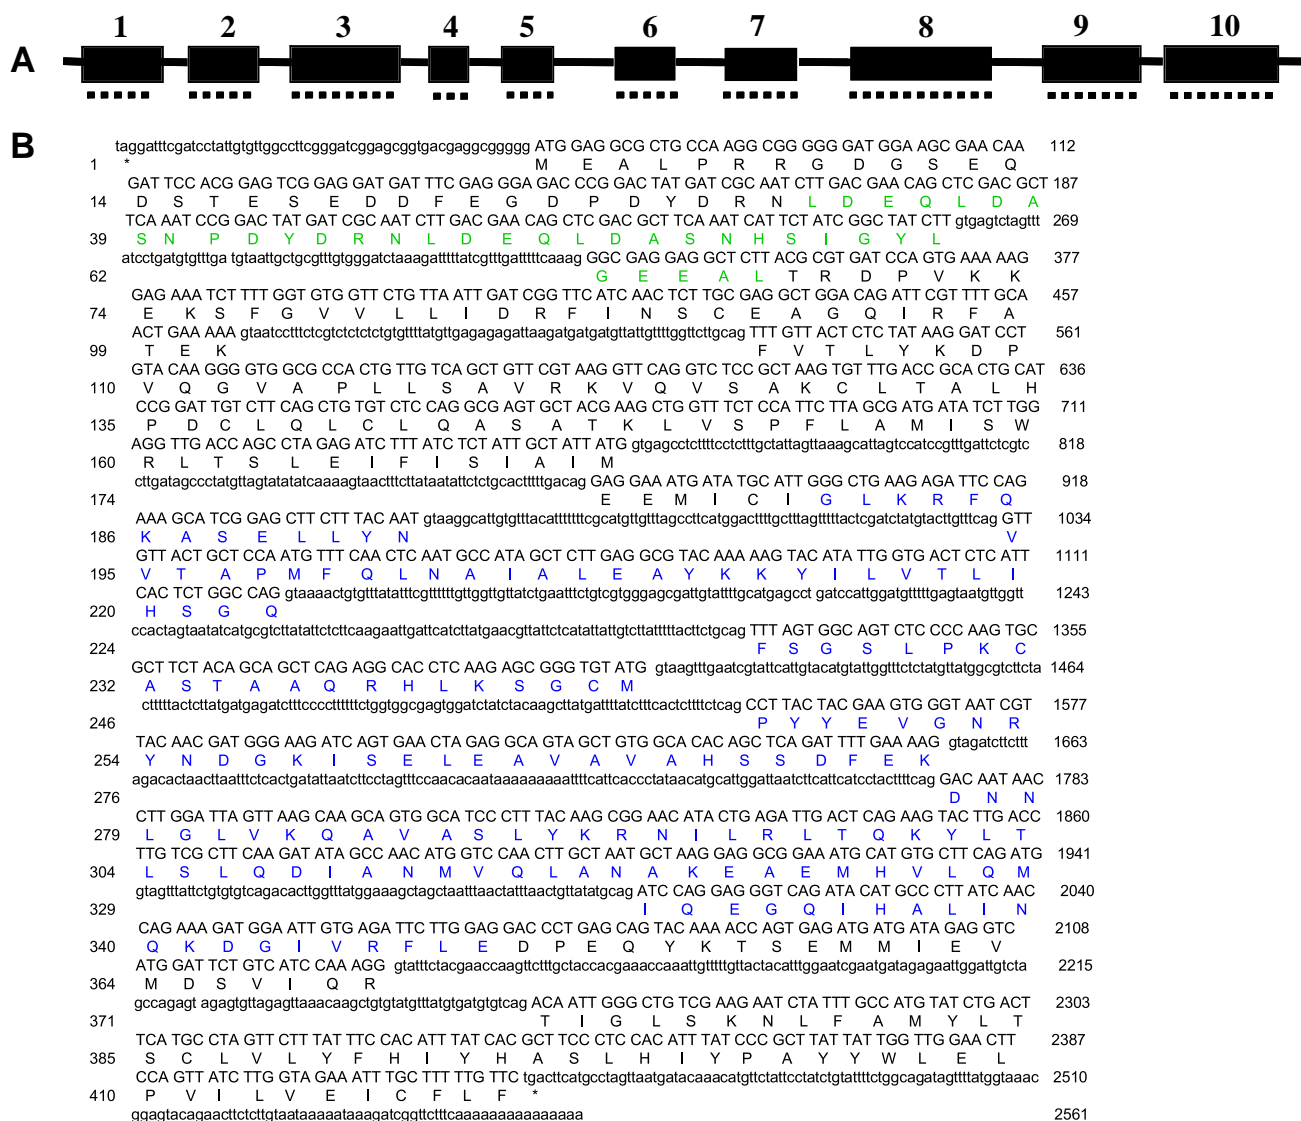 1 2 3 4 5 6 7 8 9 10
A
B
taggatttcgatcctattgtgttggccttcgggatcggagcggtgacgaggcgggggg ATG GAG GCG CTG CCA AGG CGG GGG GAT GGA AGC GAA CAA 112
1 * M E A L P R R G D G S E Q
GAT TCC ACG GAG TCG GAG GAT GAT TTC GAG GGA GAC CCG GAC TAT GAT CGC AAT CTT GAC GAA CAG CTC GAC GCT 187
14 D S T E S E D D F E G D P D Y D R N L D E Q L D A
TCA AAT CCG GAC TAT GAT CGC AAT CTT GAC GAA CAG CTC GAC GCT TCA AAT CAT TCT ATC GGC TAT CTT gtgagtctagttt 269
39 S N P D Y D R N L D E Q L D A S N H S I G Y L
atcctgatgtgtttga tgtaattgctgcgtttgtgggatctaaagatttttatcgtttgatttttcaaag GGC GAG GAG GCT CTT ACG CGT GAT CCA GTG AAA AAG 377
62 G E E A L T R D P V K K
GAG AAA TCT TTT GGT GTG GTT CTG TTA ATT GAT CGG TTC ATC AAC TCT TGC GAG GCT GGA CAG ATT CGT TTT GCA 457
74 E K S F G V V L L I D R F I N S C E A G Q I R F A
ACT GAA AAA gtaatcctttctcgtctctctctgtgttttatgttgagagagattaagatgatgatgttattgttttggttcttgcag TTT GTT ACT CTC TAT AAG GAT CCT 561
99 T E K F V T L Y K D P
GTA CAA GGG GTG GCG CCA CTG TTG TCA GCT GTT CGT AAG GTT CAG GTC TCC GCT AAG TGT TTG ACC GCA CTG CAT 636
110 V Q G V A P L L S A V R K V Q V S A K C L T A L H
CCG GAT TGT CTT CAG CTG TGT CTC CAG GCG AGT GCT ACG AAG CTG GTT TCT CCA TTC TTA GCG ATG ATA TCT TGG 711
135 P D C L Q L C L Q A S A T K L V S P F L A M I S W
AGG TTG ACC AGC CTA GAG ATC TTT ATC TCT ATT GCT ATT ATG gtgagcctcttttcctctttgctattagttaaagcattagtccatccgtttgattctcgtc 818
160 R L T S L E I F I S I A I M
cttgatagccctatgttagtatatatcaaaagtaactttcttataatattctctgcactttttgacag GAG GAA ATG ATA TGC ATT GGG CTG AAG AGA TTC CAG 918
174 E E M I C I G L K R F Q
AAA GCA TCG GAG CTT CTT TAC AAT gtaaggcattgtgtttacatttttttcgcatgttgtttagccttcatggacttttgctttagtttttactcgatctatgtacttgtttcag GTT 1034
186 K A S E L L Y N V
GTT ACT GCT CCA ATG TTT CAA CTC AAT GCC ATA GCT CTT GAG GCG TAC AAA AAG TAC ATA TTG GTG ACT CTC ATT 1111
195 V T A P M F Q L N A I A L E A Y K K Y I L V T L I
CAC TCT GGC CAG gtaaaactgtgtttatatttcgttttttgttggttgttatctgaatttctgtcgtgggagcgattgtattttgcatgagcct gatccattggatgtttttgagtaatgttggtt 1243
220 H S G Q
ccactagtaatatcatgcgtcttatattctcttcaagaattgattcatcttatgaacgttattctcatattattgtcttatttttacttctgcag TTT AGT GGC AGT CTC CCC AAG TGC 1355
224 F S G S L P K C
GCT TCT ACA GCA GCT CAG AGG CAC CTC AAG AGC GGG TGT ATG gtaagtttgaatcgtattcattgtacatgtattggtttctctatgttatggcgtcttcta 1464
232 A S T A A Q R H L K S G C M
ctttttacttcttatgatgagatctttccccttttttctggtggcgagtggatctatctacaagcttatgattttatctttcactcttttctcag CCT TAC TAC GAA GTG GGT AAT CGT 1577
246 P Y Y E V G N R
TAC AAC GAT GGG AAG ATC AGT GAA CTA GAG GCA GTA GCT GTG GCA CAC AGC TCA GAT TTT GAA AAG gtagatcttcttt 1663
254 Y N D G K I S E L E A V A V A H S S D F E K
agacactaacttaatttctcactgatattaatcttcctagtttccaacacaataaaaaaaaaattttcattcaccctataacatgcattggattaatcttcattcatcctacttttcag GAC AAT AAC 1783
276 D N N
CTT GGA TTA GTT AAG CAA GCA GTG GCA TCC CTT TAC AAG CGG AAC ATA CTG AGA TTG ACT CAG AAG TAC TTG ACC 1860
279 L G L V K Q A V A S L Y K R N I L R L T Q K Y L T
TTG TCG CTT CAA GAT ATA GCC AAC ATG GTC CAA CTT GCT AAT GCT AAG GAG GCG GAA ATG CAT GTG CTT CAG ATG 1941
304 L S L Q D I A N M V Q L A N A K E A E M H V L Q M
gtagtttattctgtgtgtcagacacttggtttatggaaagctagctaatttaactatttaactgttatatgcag ATC CAG GAG GGT CAG ATA CAT GCC CTT ATC AAC 2040
329 I Q E G Q I H A L I N
CAG AAA GAT GGA ATT GTG AGA TTC TTG GAG GAC CCT GAG CAG TAC AAA ACC AGT GAG ATG ATG ATA GAG GTC 2108
340 Q K D G I V R F L E D P E Q Y K T S E M M I E V
ATG GAT TCT GTC ATC CAA AGG gtatttctacgaaccaagttctttgctaccacgaaaccaaattgtttttgttactacatttggaatcgaatgatagagaattggattgtcta 2215
364 M D S V I Q R
gccagagt agagtgttagagttaaacaagctgtgtatgtttatgtgatgtgtcag ACA ATT GGG CTG TCG AAG AAT CTA TTT GCC ATG TAT CTG ACT 2303
371 T I G L S K N L F A M Y L T
TCA TGC CTA GTT CTT TAT TTC CAC ATT TAT CAC GCT TCC CTC CAC ATT TAT CCC GCT TAT TAT TGG TTG GAA CTT 2387
385 S C L V L Y F H I Y H A S L H I Y P A Y Y W L E L
CCA GTT ATC TTG GTA GAA ATT TGC TTT TTG TTC tgacttcatgcctagttaatgatacaaacatgttctattcctatctgtattttctggcagatagttttatggtaaac 2510
410 P V I L V E I C F L F *
ggagtacagaacttctcttgtaataaaaataaagatcggttctttcaaaaaaaaaaaaaaa 2561